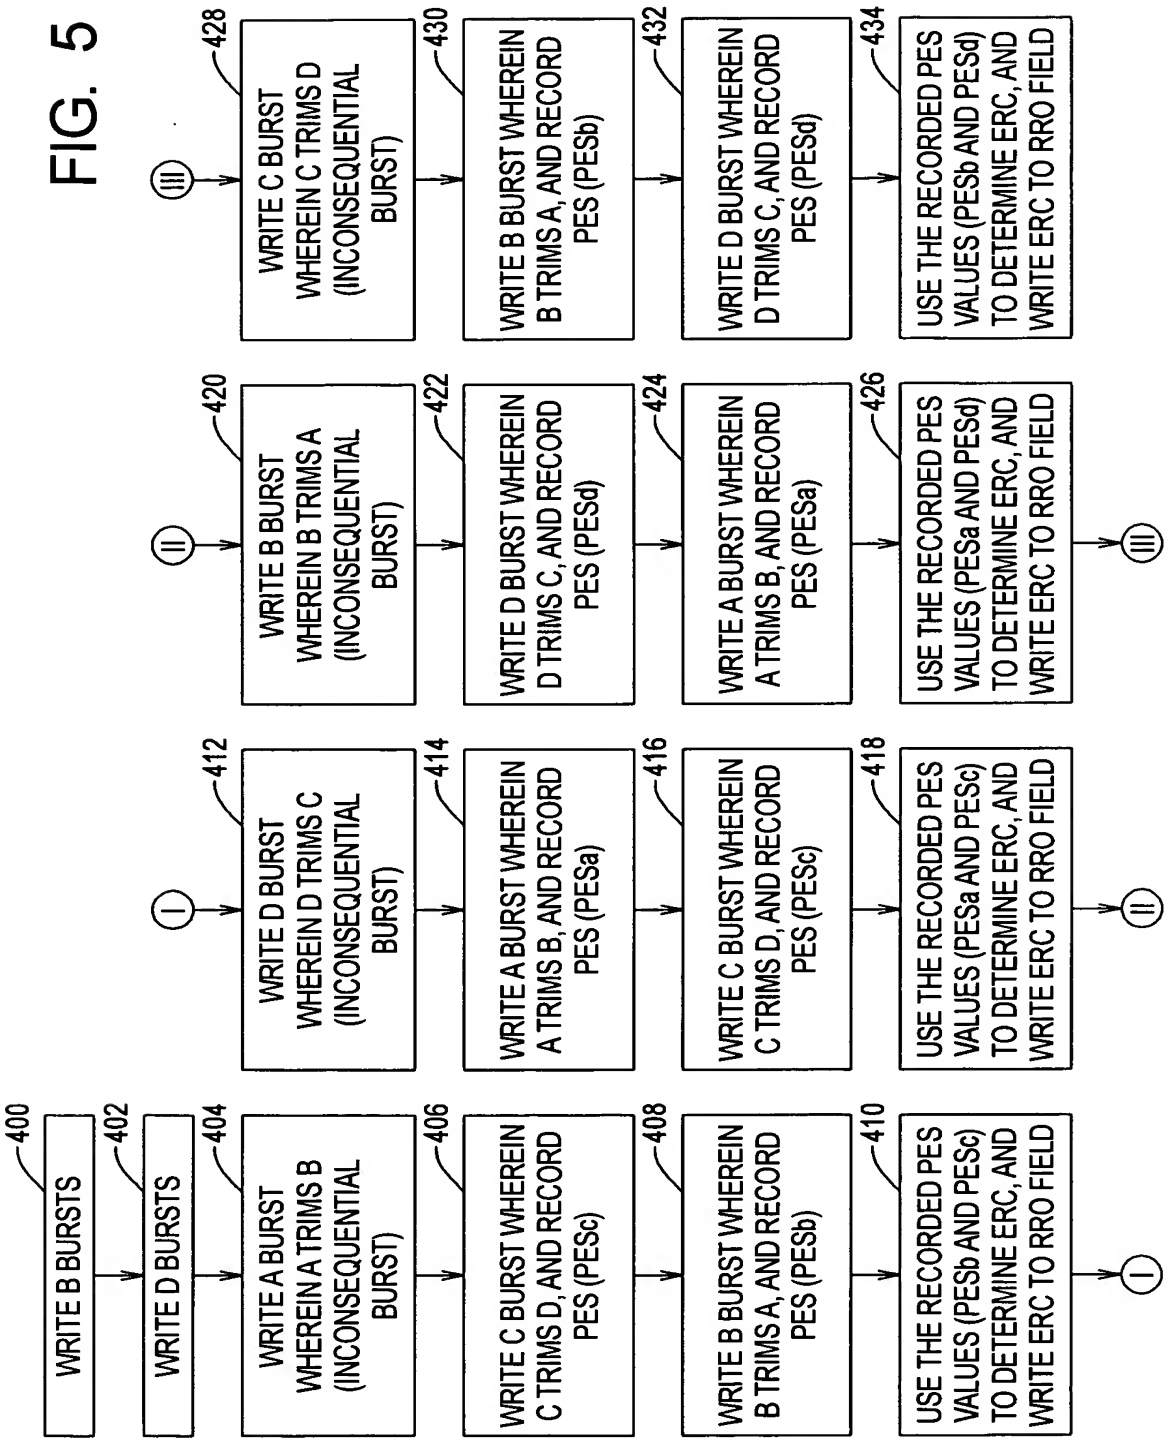 FIG. 5
400
WRITE B BURSTS
402
WRITE D BURSTS
404
WRITE A BURST
WHEREIN A TRIMS B
(INCONSEQUENTIAL
BURST)
406
WRITE C BURST WHEREIN
C TRIMS D, AND RECORD
PES (PESc)
408
WRITE B BURST WHEREIN
B TRIMS A, AND RECORD
PES (PESb)
410
USE THE RECORDED PES
VALUES (PESb AND PESc)
TO DETERMINE ERC, AND
WRITE ERC TO RRO FIELD
I
I
412
WRITE D BURST
WHEREIN D TRIMS C
(INCONSEQUENTIAL
BURST)
414
WRITE A BURST WHEREIN
A TRIMS B, AND RECORD
PES (PESa)
416
WRITE C BURST WHEREIN
C TRIMS D, AND RECORD
PES (PESc)
418
USE THE RECORDED PES
VALUES (PESa AND PESc)
TO DETERMINE ERC, AND
WRITE ERC TO RRO FIELD
II
II
420
WRITE B BURST
WHEREIN B TRIMS A
(INCONSEQUENTIAL
BURST)
422
WRITE D BURST WHEREIN
D TRIMS C, AND RECORD
PES (PESd)
424
WRITE A BURST WHEREIN
A TRIMS B, AND RECORD
PES (PESa)
426
USE THE RECORDED PES
VALUES (PESa AND PESd)
TO DETERMINE ERC, AND
WRITE ERC TO RRO FIELD
III
III
428
WRITE C BURST
WHEREIN C TRIMS D
(INCONSEQUENTIAL
BURST)
430
WRITE B BURST WHEREIN
B TRIMS A, AND RECORD
PES (PESb)
432
WRITE D BURST WHEREIN
D TRIMS C, AND RECORD
PES (PESd)
434
USE THE RECORDED PES
VALUES (PESb AND PESd)
TO DETERMINE ERC, AND
WRITE ERC TO RRO FIELD